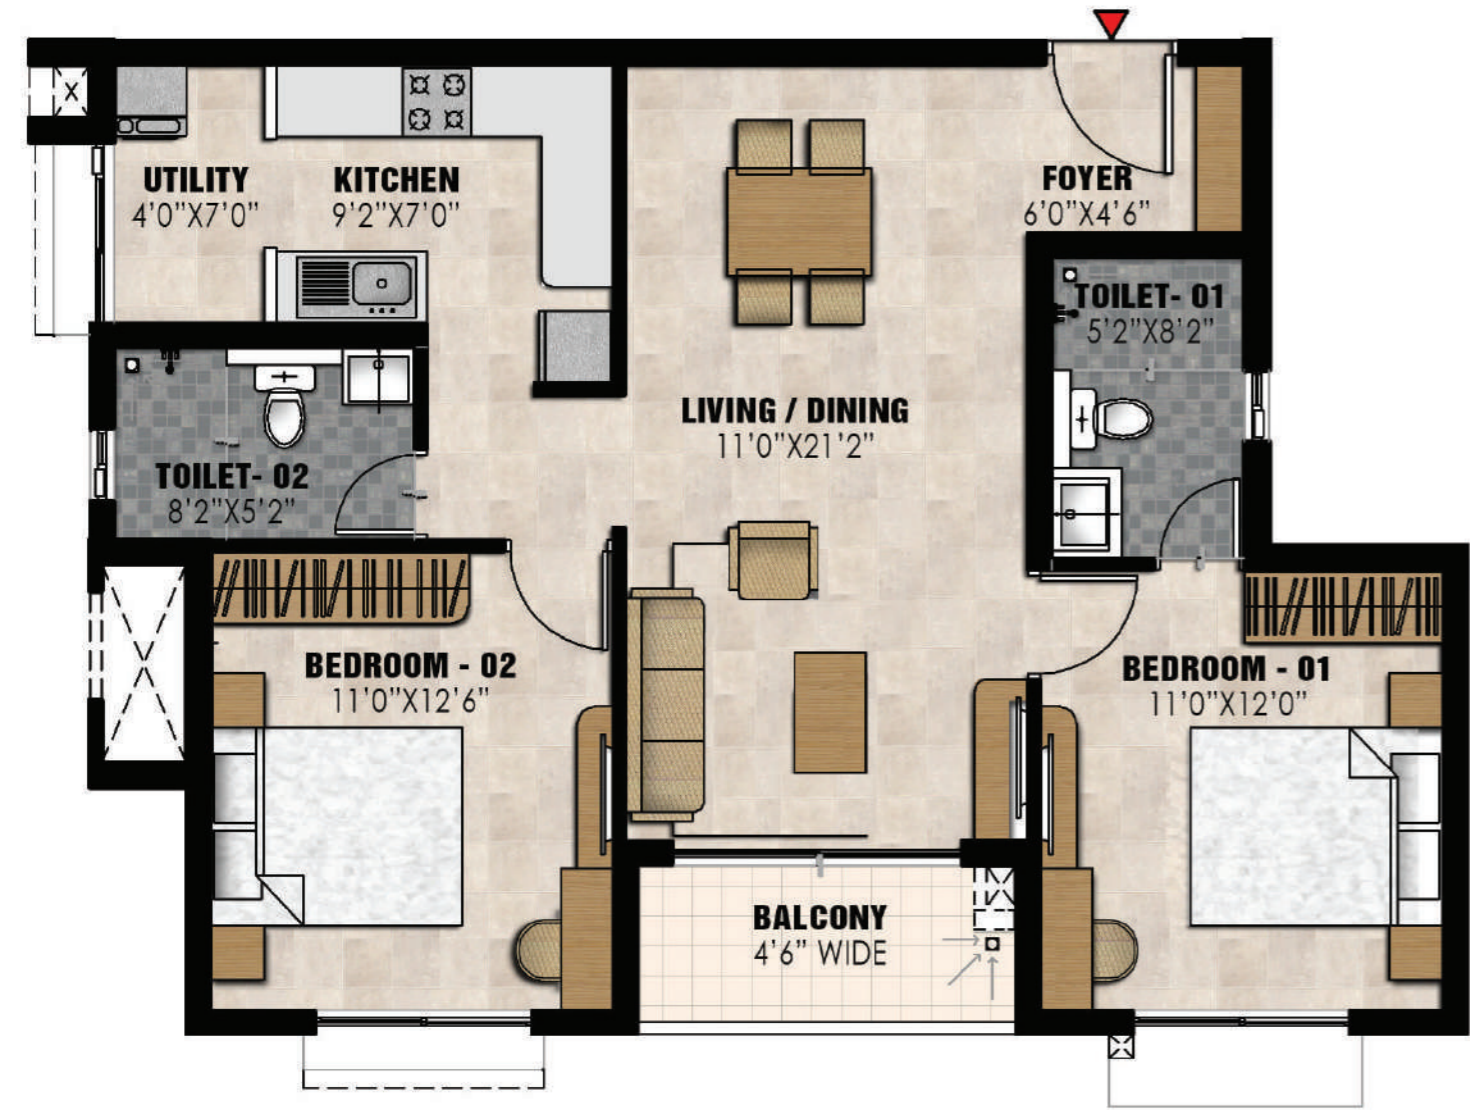 UTILITY
4'0"X7'0"
KITCHEN
9'2"X7'0"
FOYER
6'0"X4'6"
TOILET- 01
5'2"X8'2"
LIVING / DINING
11'0"X21'2"
TOILET- 02
8'2"X5'2"
BEDROOM - 02
11'0"X12'6"
BEDROOM - 01
11'0"X12'0"
BALCONY
4'6" WIDE